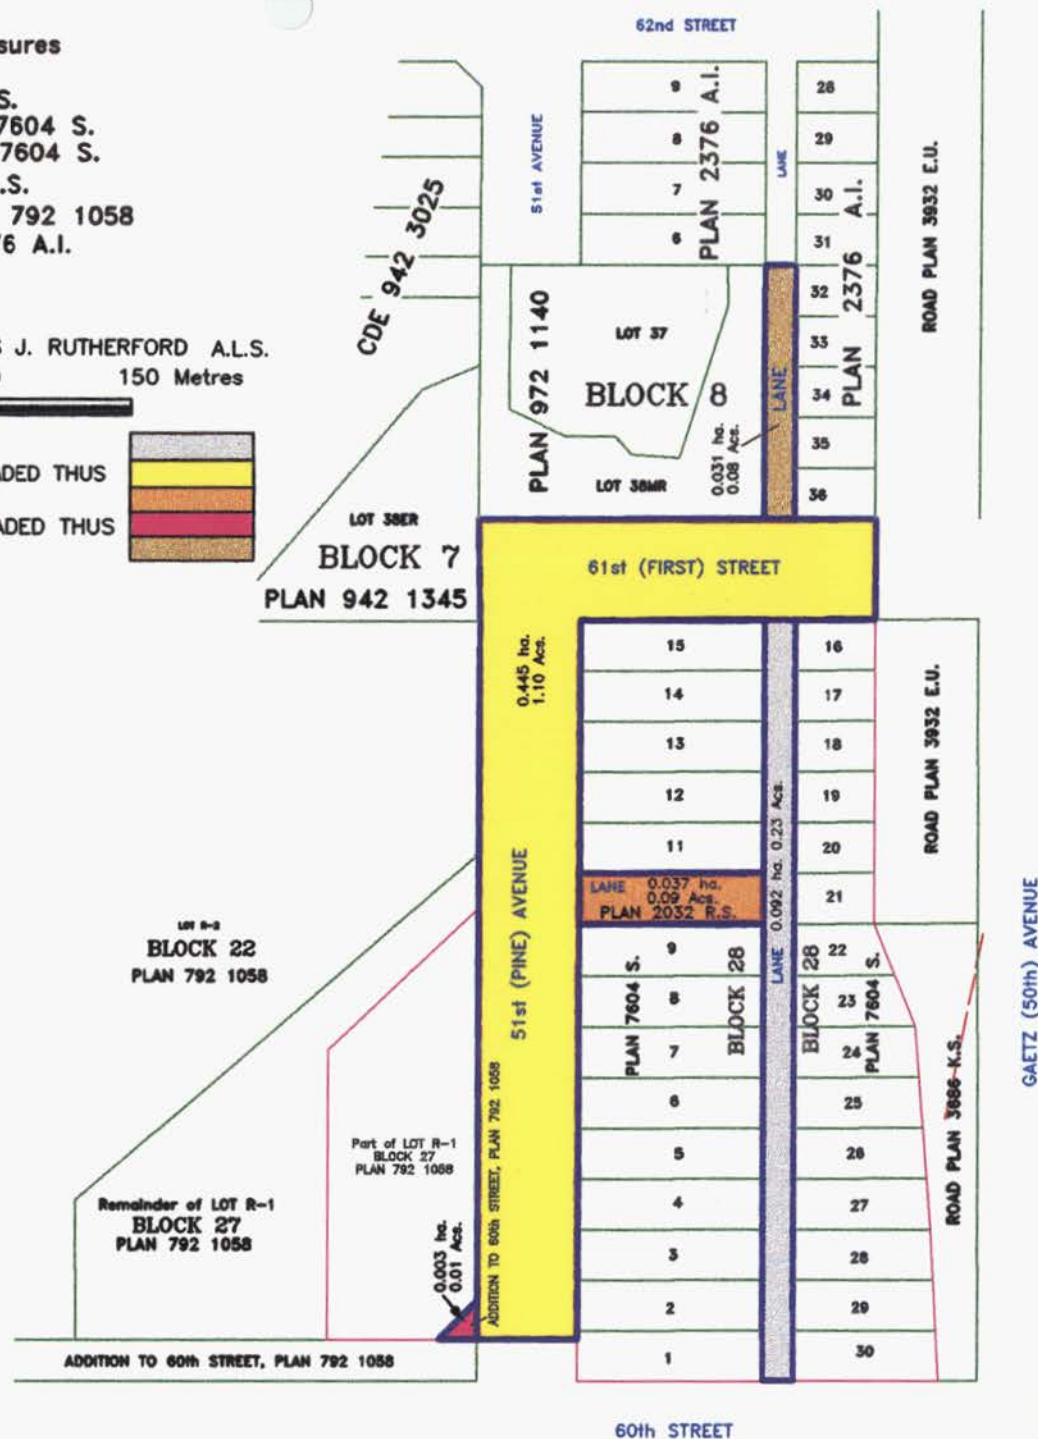 sures
S.
7604 S.
7604 S.
.S.
792 1058
6 A.I.
J. RUTHERFORD A.L.S.
150 Metres
ADED THUS
ADED THUS
62nd STREET
51st AVENUE
9
8
7
6
PLAN 2376 A.I.
LANE
28
29
30
31
32
33
34
35
36
PLAN 2376 A.I.
ROAD PLAN 3932 E.U.
CDE 942 3025
PLAN 972 1140
LOT 37
BLOCK 8
LOT 38MR
0.031 ha.
0.08 Acs.
LANE
LOT 38ER
BLOCK 7
PLAN 942 1345
61st (FIRST) STREET
0.445 ha.
1.10 Acs.
15
14
13
12
11
16
17
18
19
20
21
ROAD PLAN 3932 E.U.
LANE 0.037 ha.
0.09 Acs.
PLAN 2032 R.S.
LANE 0.092 ha. 0.23 Acs.
51st (PINE) AVENUE
LOT R-2
BLOCK 22
PLAN 792 1058
9
8
7
6
5
4
3
2
1
PLAN 7604 S.
BLOCK 28
BLOCK 28
PLAN 7604 S.
22
23
24
25
26
27
28
29
30
ROAD PLAN 3686 K.S.
GAETZ (50th) AVENUE
Part of LOT R-1
BLOCK 27
PLAN 792 1058
Remainder of LOT R-1
BLOCK 27
PLAN 792 1058
0.003 ha.
0.01 Acs.
ADDITION TO 60th STREET, PLAN 792 1058
ADDITION TO 60th STREET, PLAN 792 1058
60th STREET